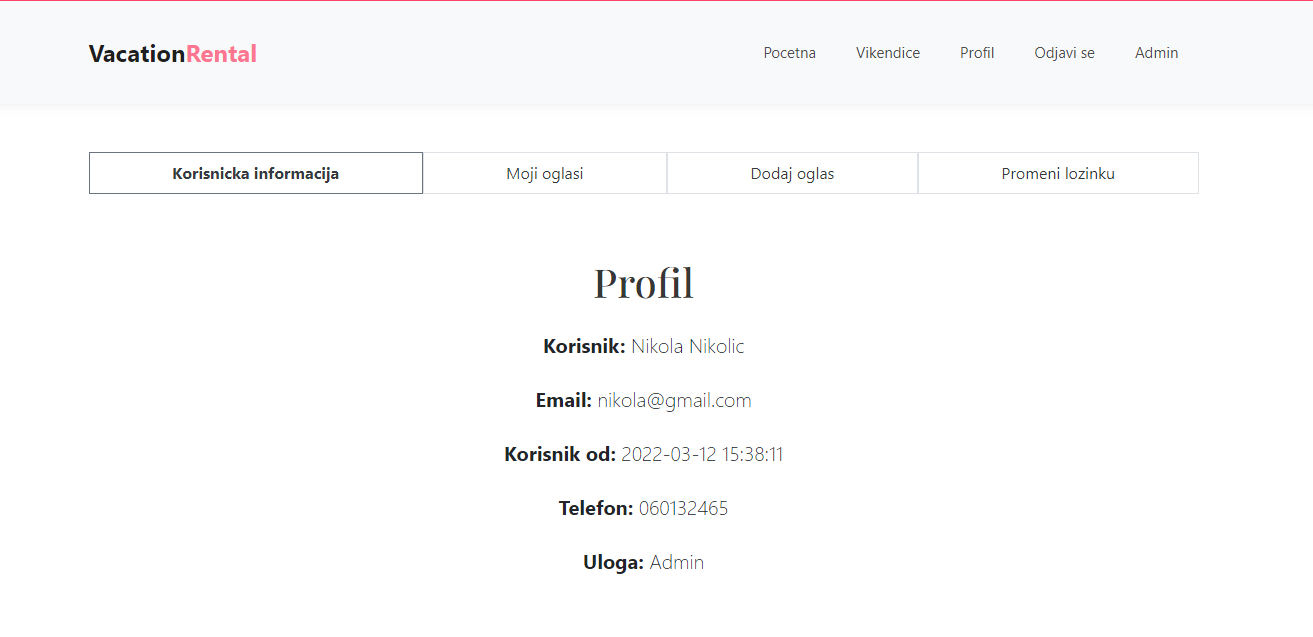 VacationRental Pocetna Vikendice Profil Odjavi se Admin
Korisnicka informacija Moji oglasi Dodaj oglas Promeni lozinku
Profil
Korisnik: Nikola Nikolic
Email: nikola@gmail.com
Korisnik od: 2022-03-12 15:38:11
Telefon: 060132465
Uloga: Admin